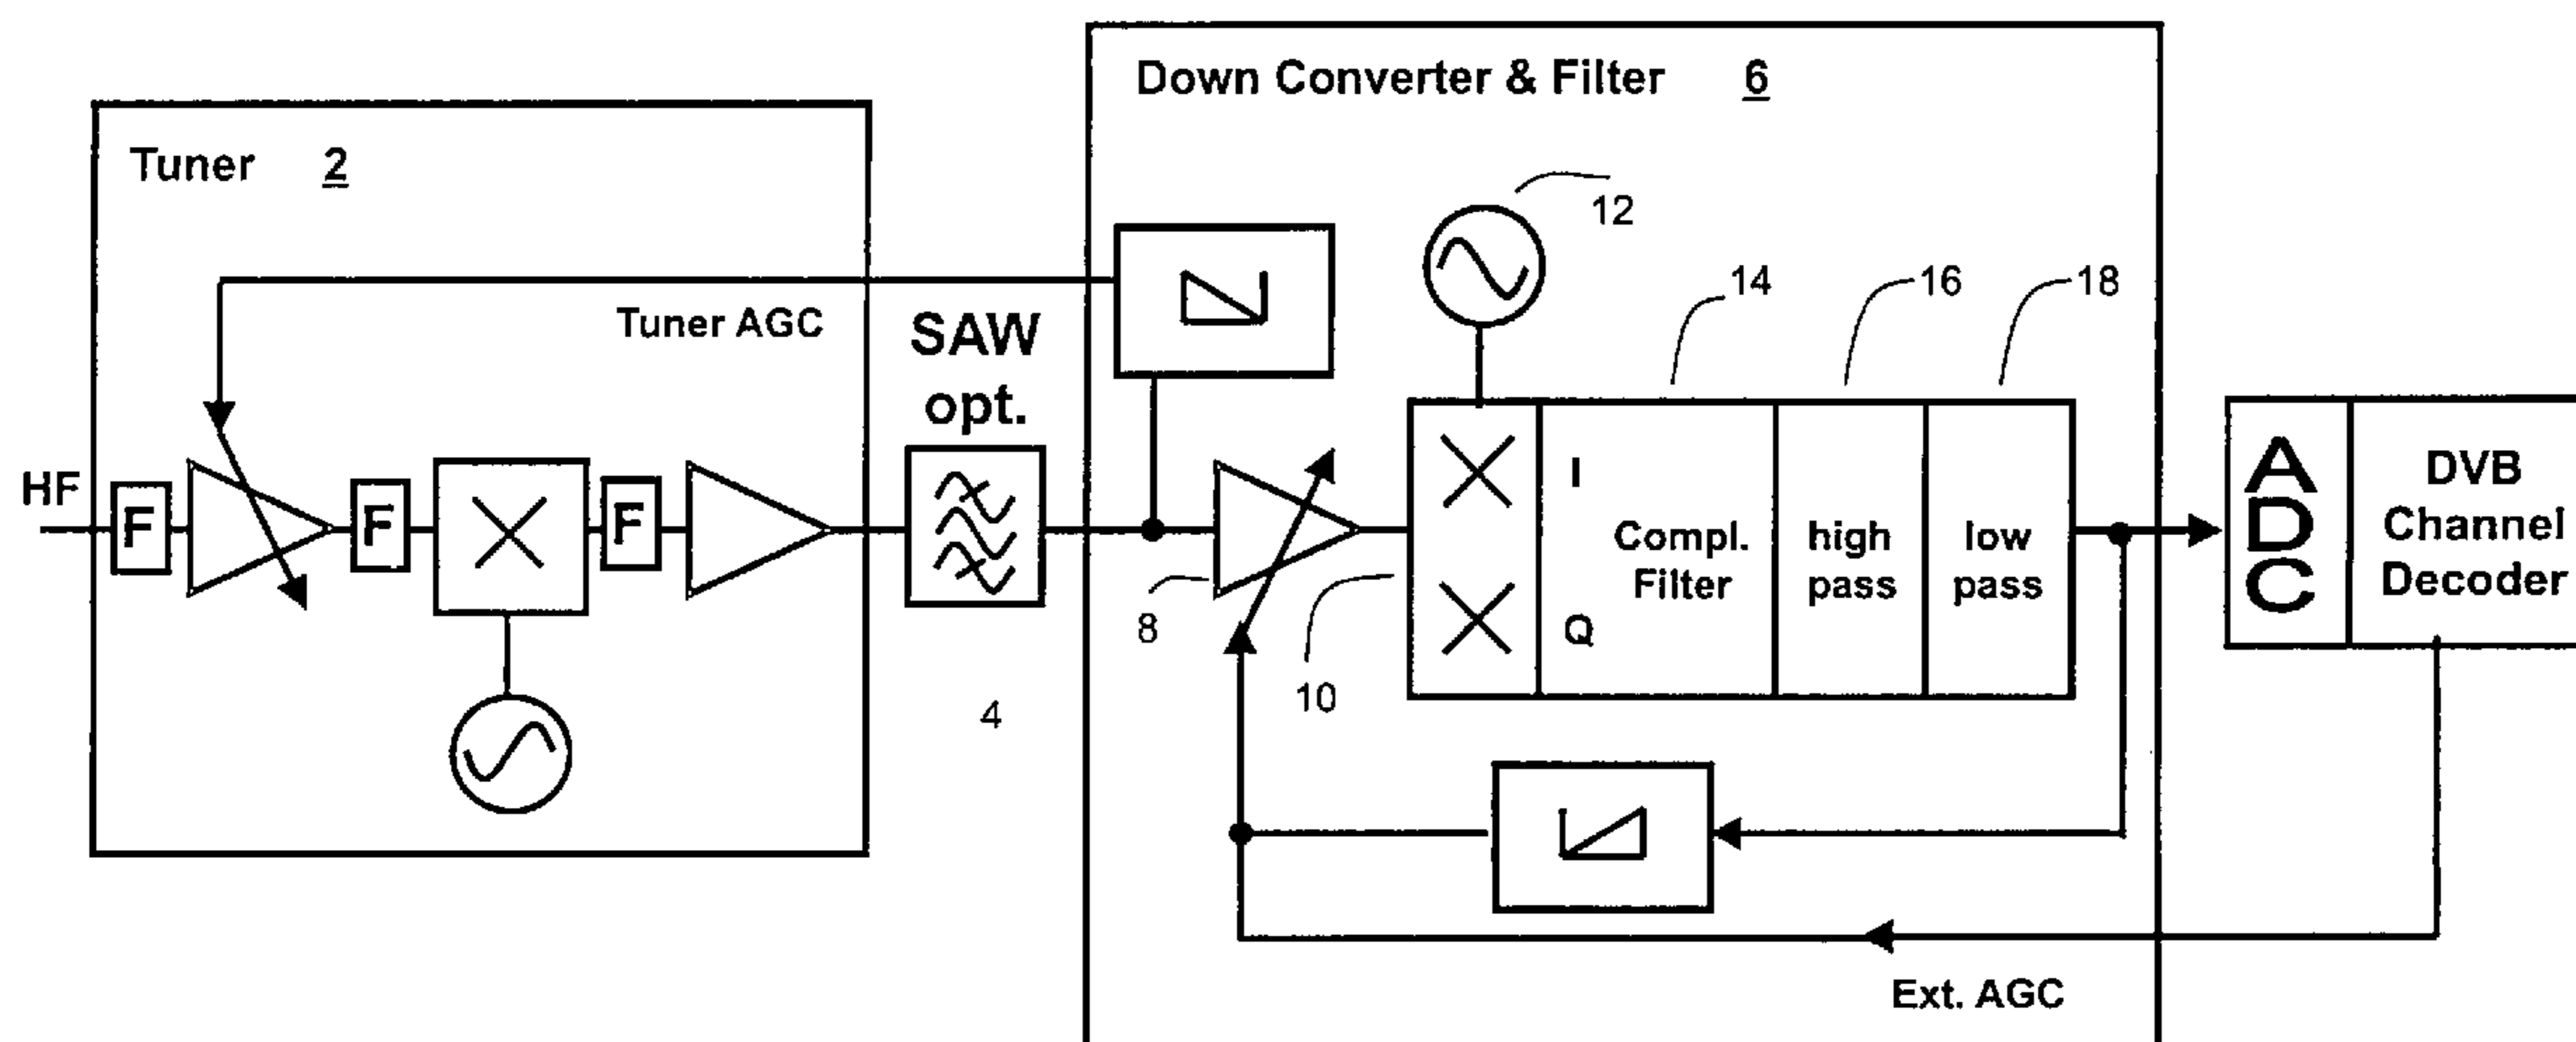 Down Converter & Filter 6
Tuner 2
12
14
16
18
Tuner AGC
SAW
opt.
HF
F
F
F
I
Q
Compl.
Filter
high
pass
low
pass
ADC
DVB
Channel
Decoder
8
10
4
Ext. AGC